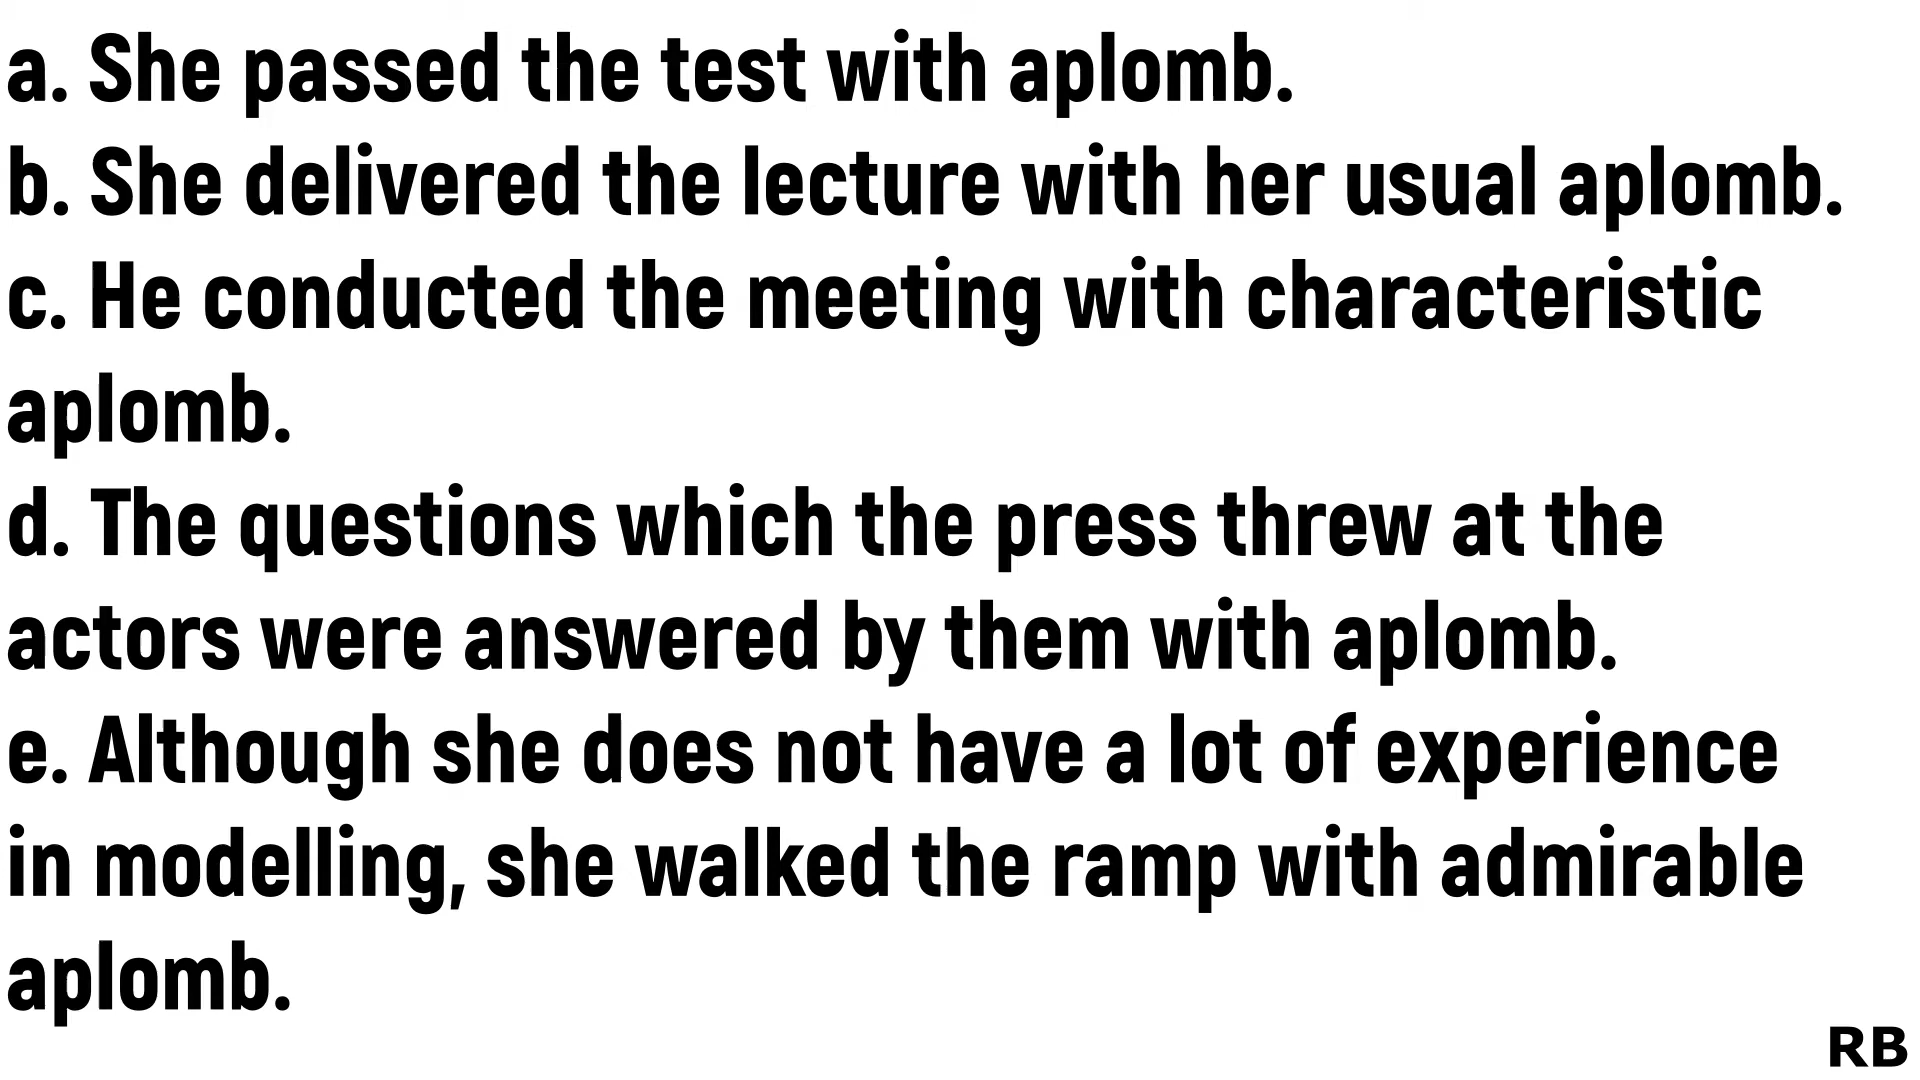 a. She passed the test with aplomb.
b. She delivered the lecture with her usual aplomb.
c. He conducted the meeting with characteristic
aplomb.
d. The questions which the press threw at the
actors were answered by them with aplomb.
e. Although she does not have a lot of experience
in modelling, she walked the ramp with admirable
aplomb.
RB